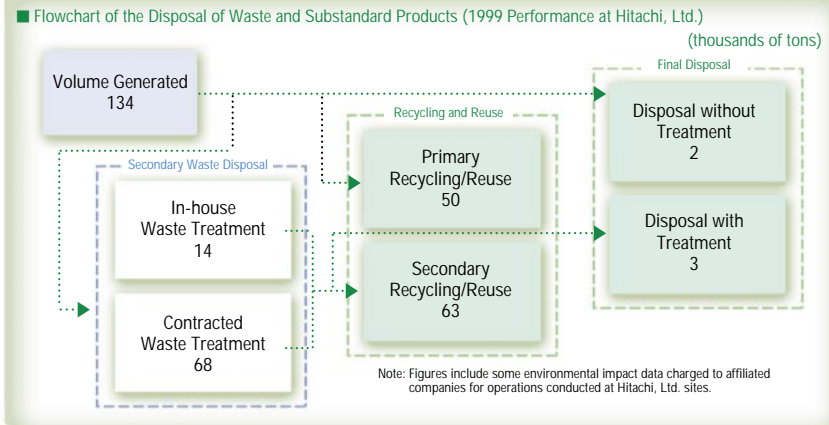 ■ Flowchart of the Disposal of Waste and Substandard Products (1999 Performance at Hitachi, Ltd.)
(thousands of tons)
Volume Generated
134
Secondary Waste Disposal
In-house
Waste Treatment
14
Contracted
Waste Treatment
68
Recycling and Reuse
Primary
Recycling/Reuse
50
Secondary
Recycling/Reuse
63
Final Disposal
Disposal without
Treatment
2
Disposal with
Treatment
3
Note: Figures include some environmental impact data charged to affiliated
companies for operations conducted at Hitachi, Ltd. sites.